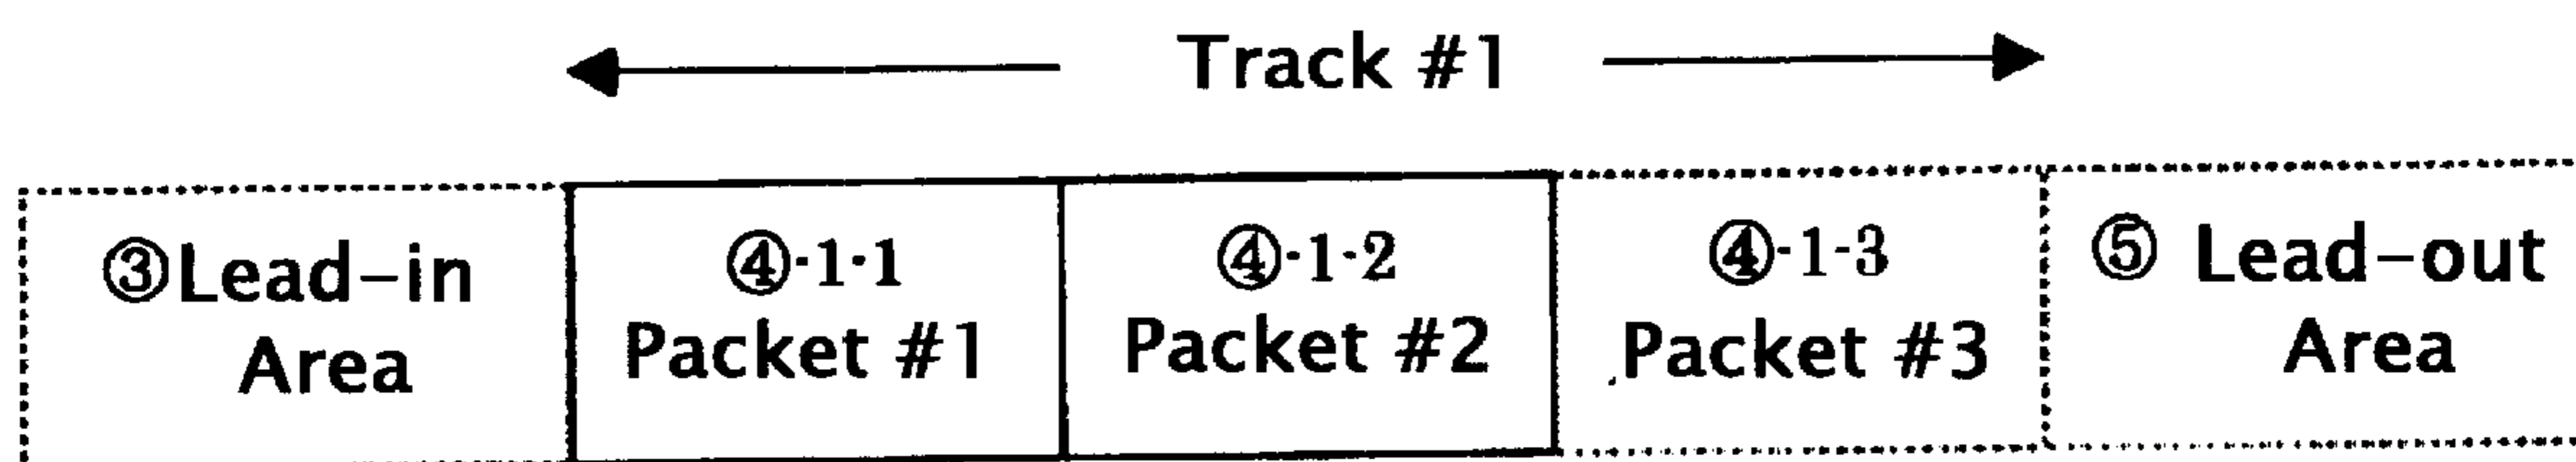 Track #1
③Lead-in
Area
④-1-1
Packet #1
④-1-2
Packet #2
④-1-3
Packet #3
⑤ Lead-out
Area